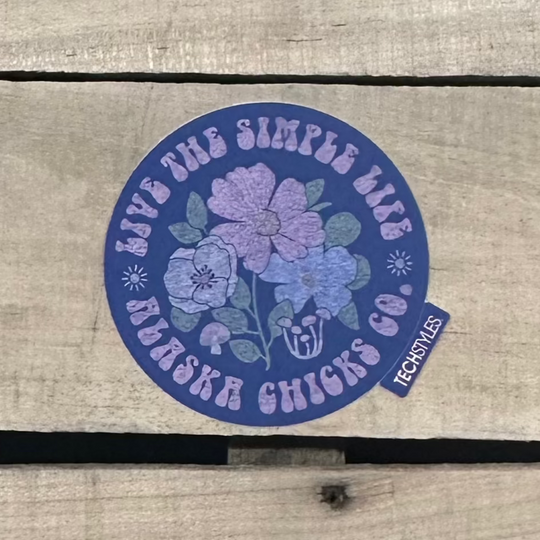 LIVE THE SIMPLE LIFE
ALASKA CHICKS CO.
TECHSTYLES.